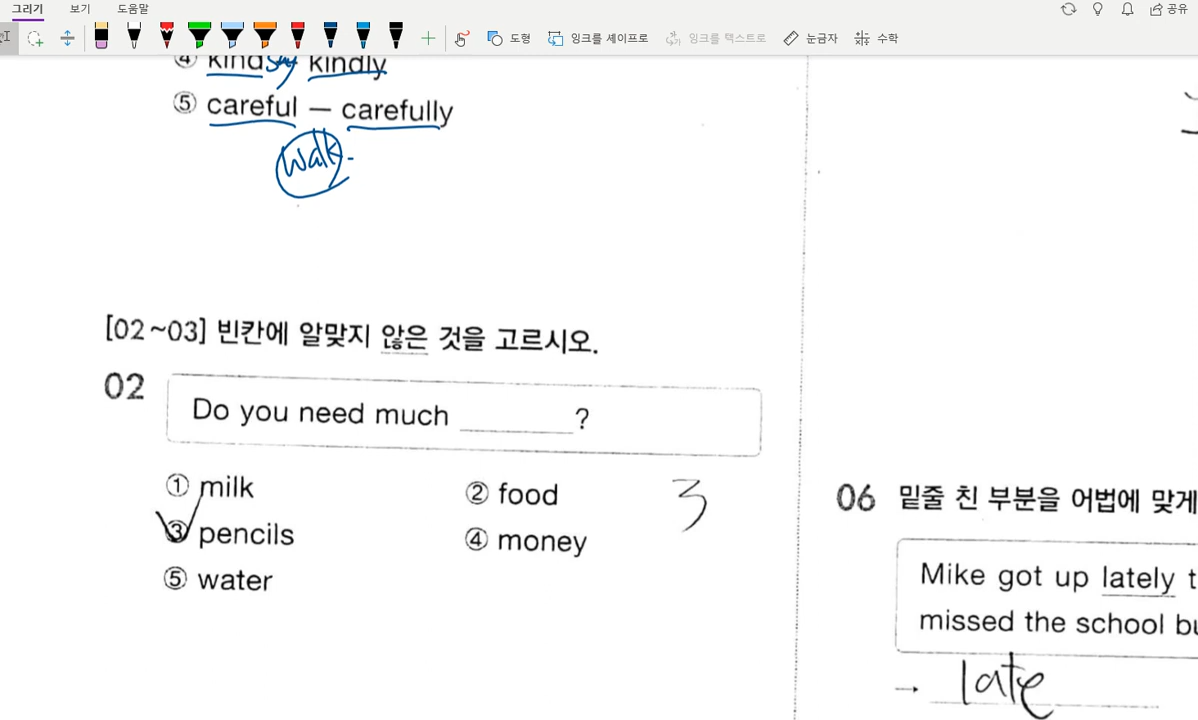 그리기 보기 도움말 공유
도형 잉크를 셰이프로 잉크를 텍스트로 눈금자 수학
④ kind say kindly
⑤ careful — carefully
walk.
[02~03] 빈칸에 알맞지 않은 것을 고르시오.
02
Do you need much ________?
① milk ② food
3
③ pencils ④ money
⑤ water
06 밑줄 친 부분을 어법에 맞게
Mike got up lately t
missed the school bu
→ late